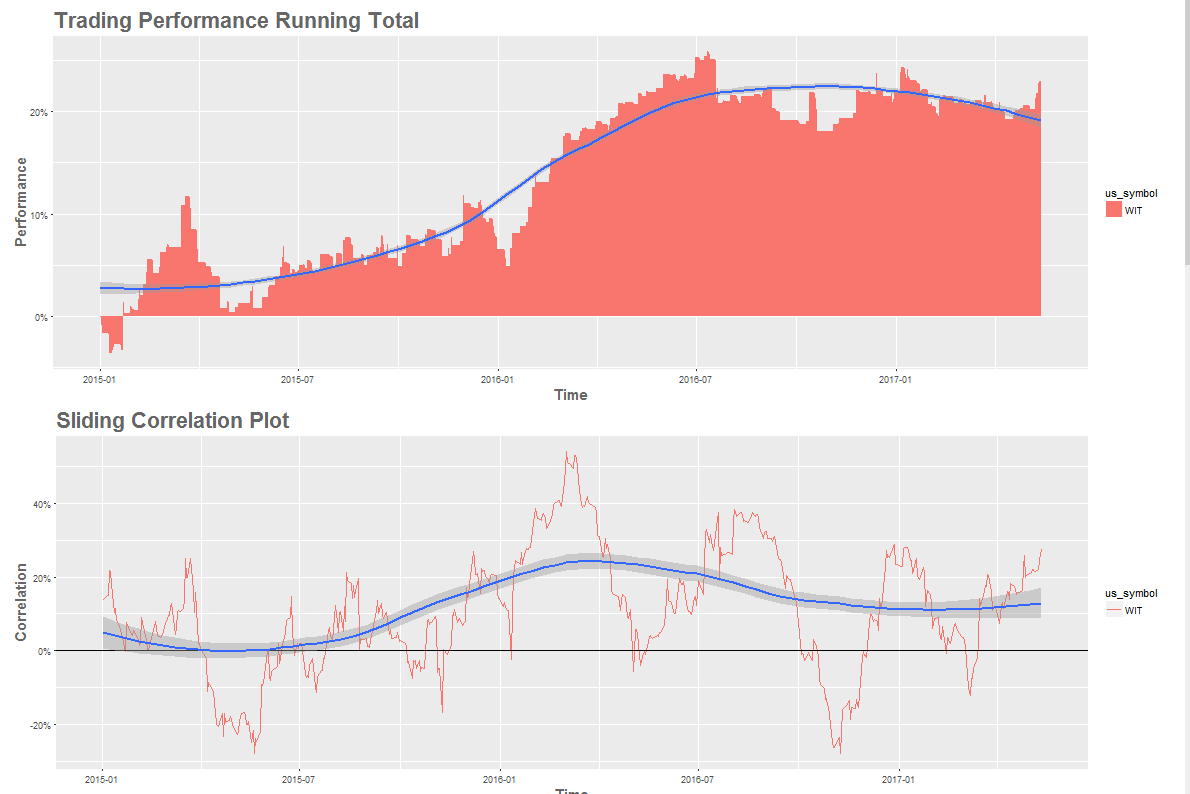 Trading Performance Running Total
20%
10%
0%
Performance
2015-01
2015-07
2016-01
2016-07
2017-01
Time
us_symbol
WIT
Sliding Correlation Plot
40%
20%
0%
-20%
Correlation
2015-01
2015-07
2016-01
2016-07
2017-01
Time
us_symbol
WIT